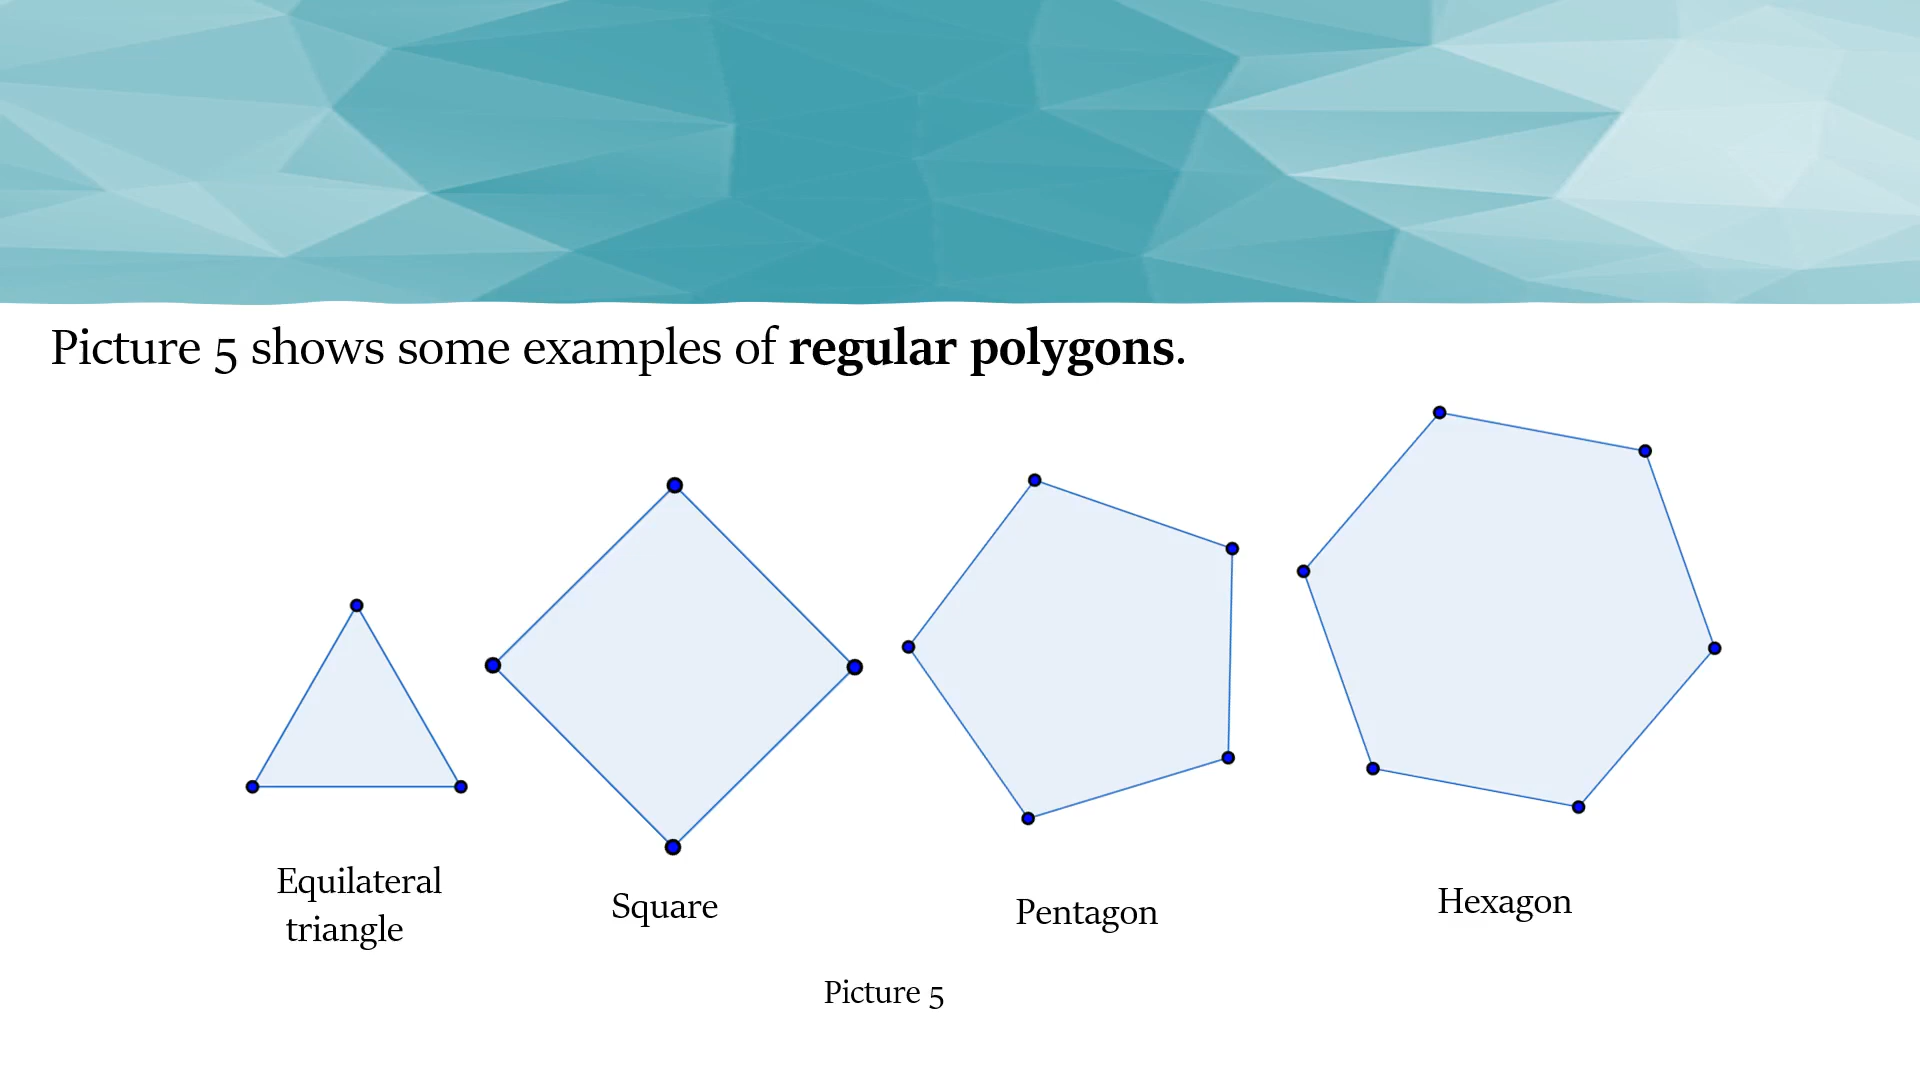 Picture 5 shows some examples of regular polygons.
Equilateral
triangle
Square
Pentagon
Hexagon
Picture 5